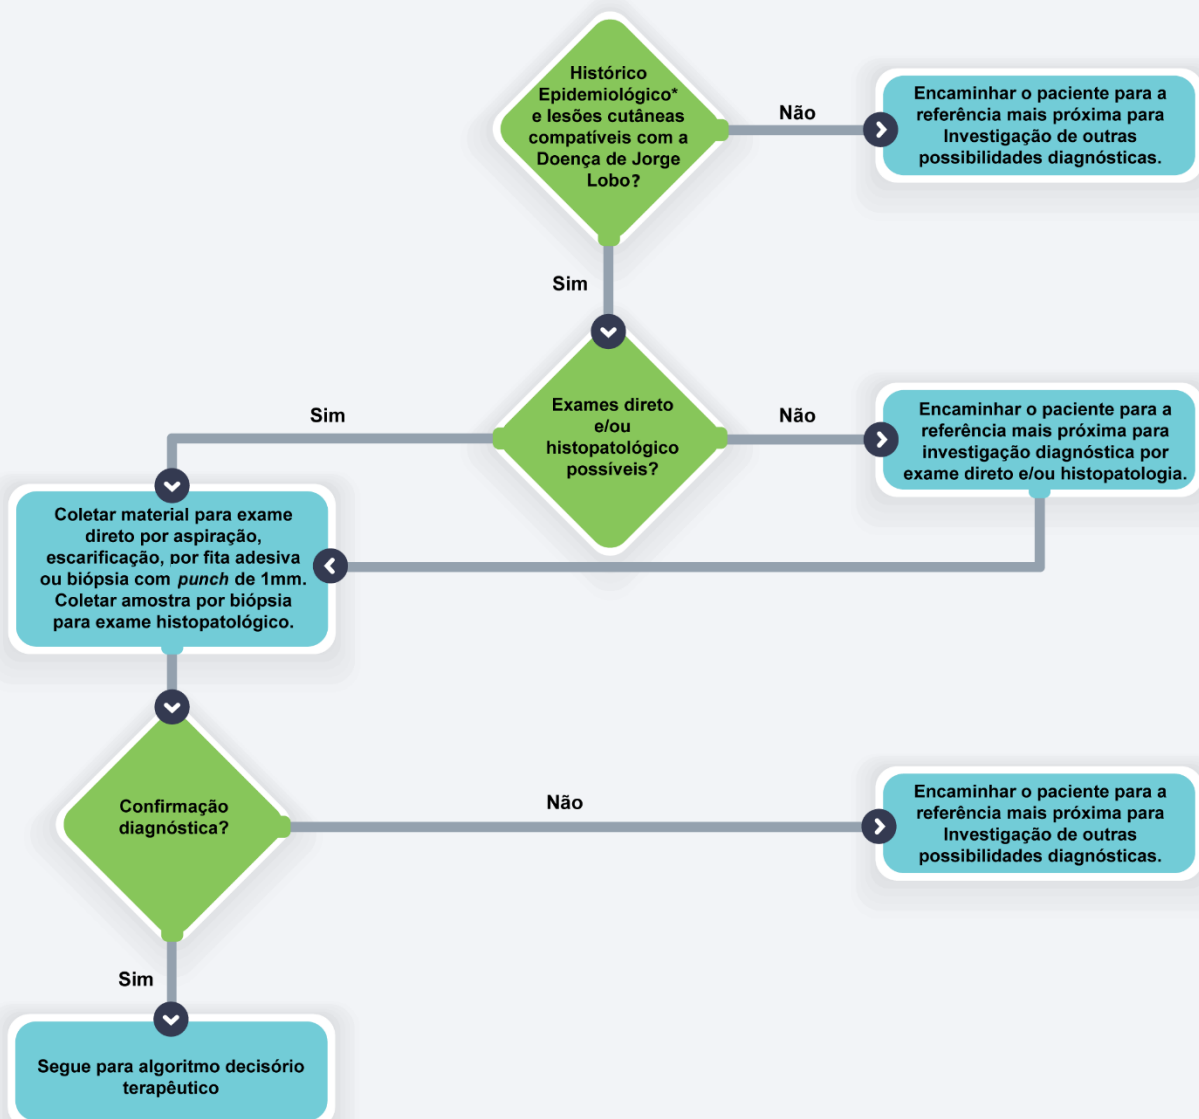 Histórico
Epidemiológico*
e lesões cutâneas
compatíveis com a
Doença de Jorge
Lobo?
Não
Encaminhar o paciente para a
referência mais próxima para
Investigação de outras
possibilidades diagnósticas.
Sim
Exames direto
e/ou
histopatológico
possíveis?
Sim
Não
Encaminhar o paciente para a
referência mais próxima para
investigação diagnóstica por
exame direto e/ou histopatologia.
Coletar material para exame
direto por aspiração,
escarificação, por fita adesiva
ou biópsia com punch de 1mm.
Coletar amostra por biópsia
para exame histopatológico.
Confirmação
diagnóstica?
Não
Encaminhar o paciente para a
referência mais próxima para
Investigação de outras
possibilidades diagnósticas.
Sim
Segue para algoritmo decisório
terapêutico